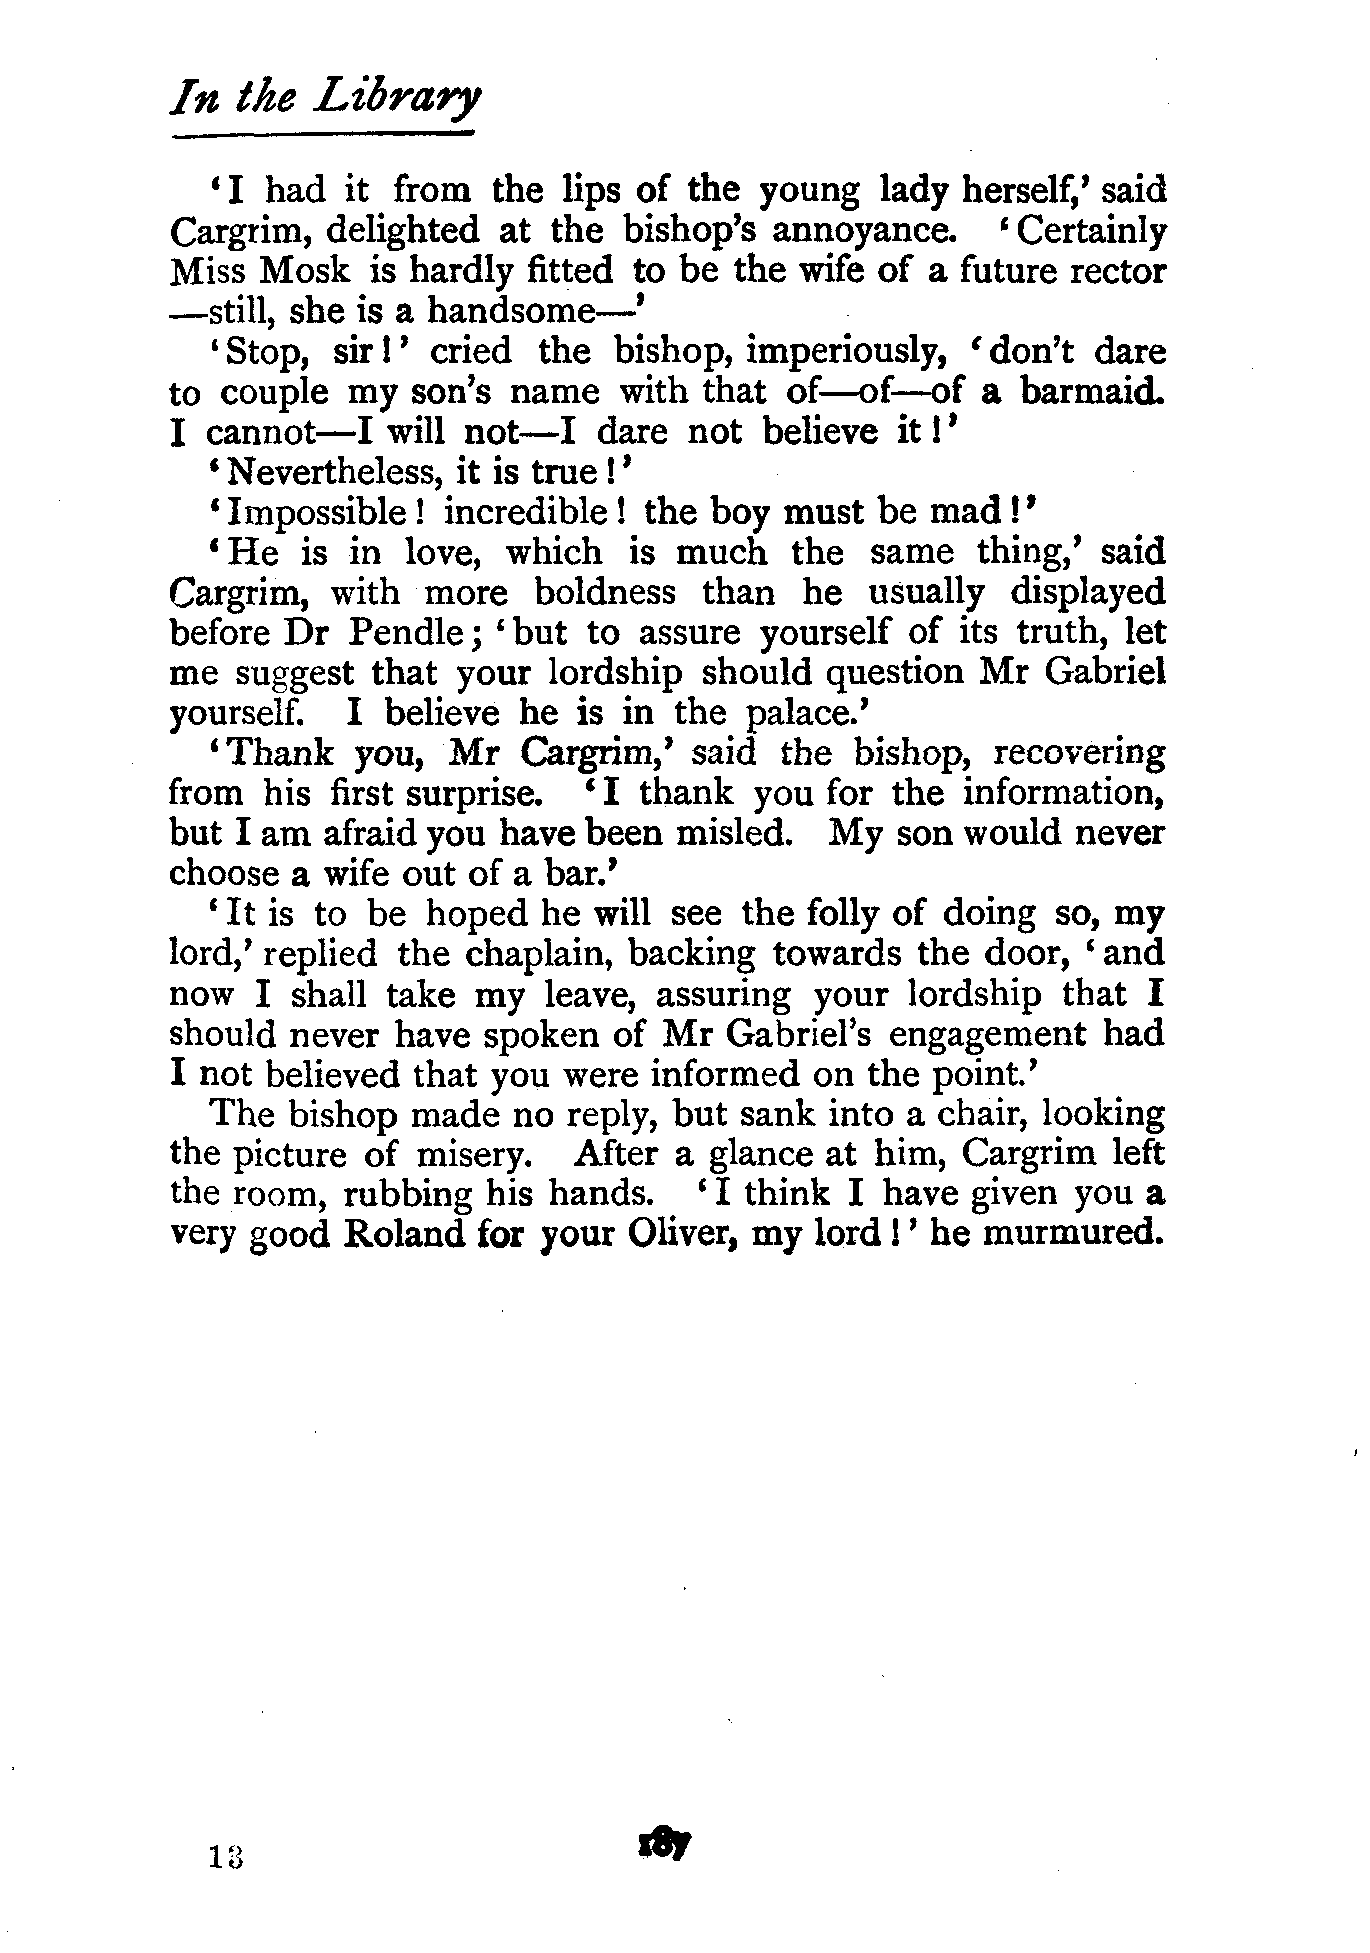 In the Library
‘I had it from the lips of the young lady herself,’ said
Cargrim, delighted at the bishop's annoyance. ‘Certainly
Miss Mosk is hardly fitted to be the wife of a future rector
—still, she is a handsome—’
‘Stop, sir!’ cried the bishop, imperiously, ‘don't dare
to couple my son's name with that of—of—of a barmaid.
I cannot—I will not—I dare not believe it!’
‘Nevertheless, it is true!’
‘Impossible! incredible! the boy must be mad!’
‘He is in love, which is much the same thing,’ said
Cargrim, with more boldness than he usually displayed
before Dr Pendle; ‘but to assure yourself of its truth, let
me suggest that your lordship should question Mr Gabriel
yourself. I believe he is in the palace.’
‘Thank you, Mr Cargrim,’ said the bishop, recovering
from his first surprise. ‘I thank you for the information,
but I am afraid you have been misled. My son would never
choose a wife out of a bar.’
‘It is to be hoped he will see the folly of doing so, my
lord,’ replied the chaplain, backing towards the door, ‘and
now I shall take my leave, assuring your lordship that I
should never have spoken of Mr Gabriel's engagement had
I not believed that you were informed on the point.’
The bishop made no reply, but sank into a chair, looking
the picture of misery. After a glance at him, Cargrim left
the room, rubbing his hands. ‘I think I have given you a
very good Roland for your Oliver, my lord!’ he murmured.
187
13